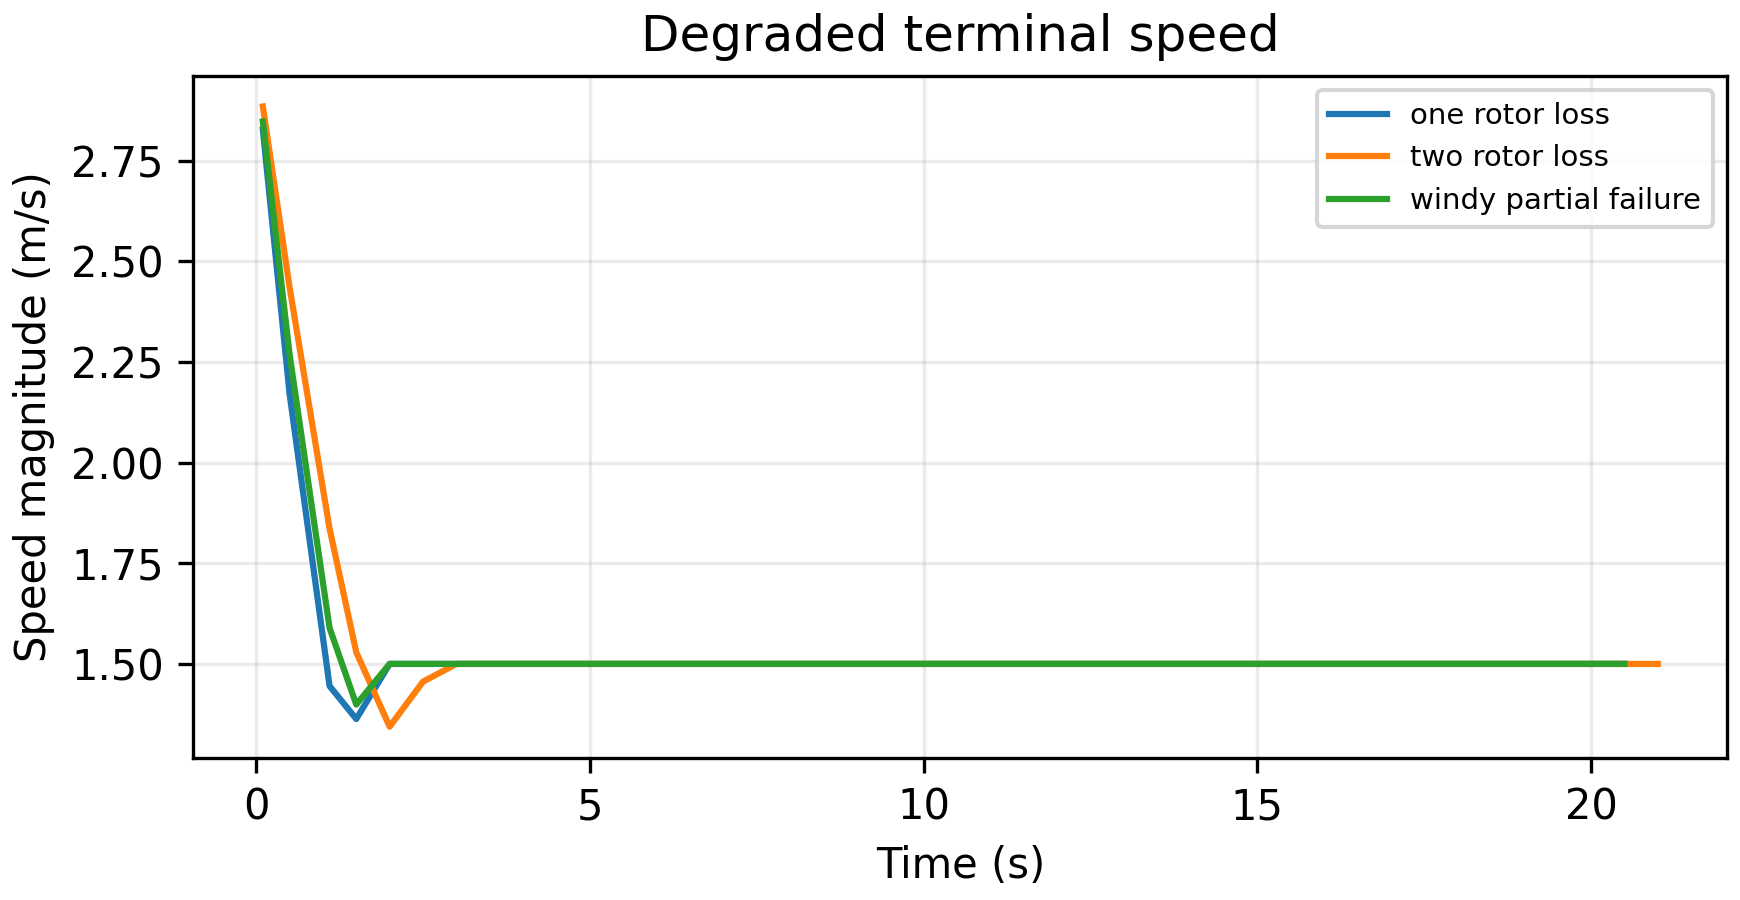 Degraded terminal speed
Speed magnitude (m/s)
2.75
2.50
2.25
2.00
1.75
1.50
one rotor loss
two rotor loss
windy partial failure
0 5 10 15 20
Time (s)